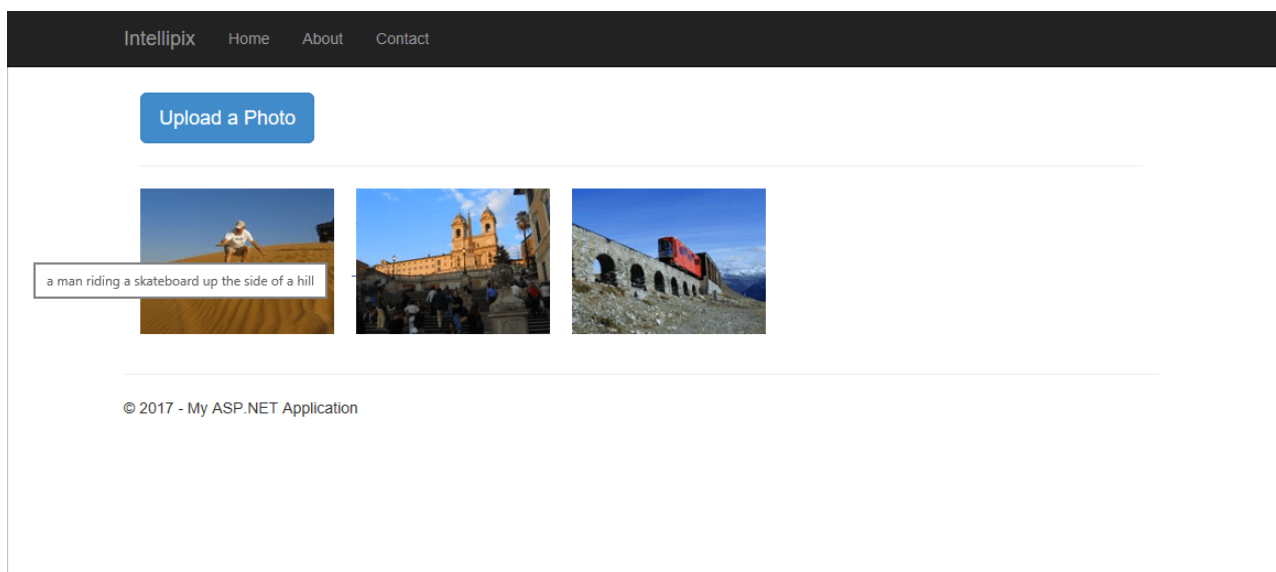 Intellipix Home About Contact
Upload a Photo
a man riding a skateboard up the side of a hill
© 2017 - My ASP.NET Application